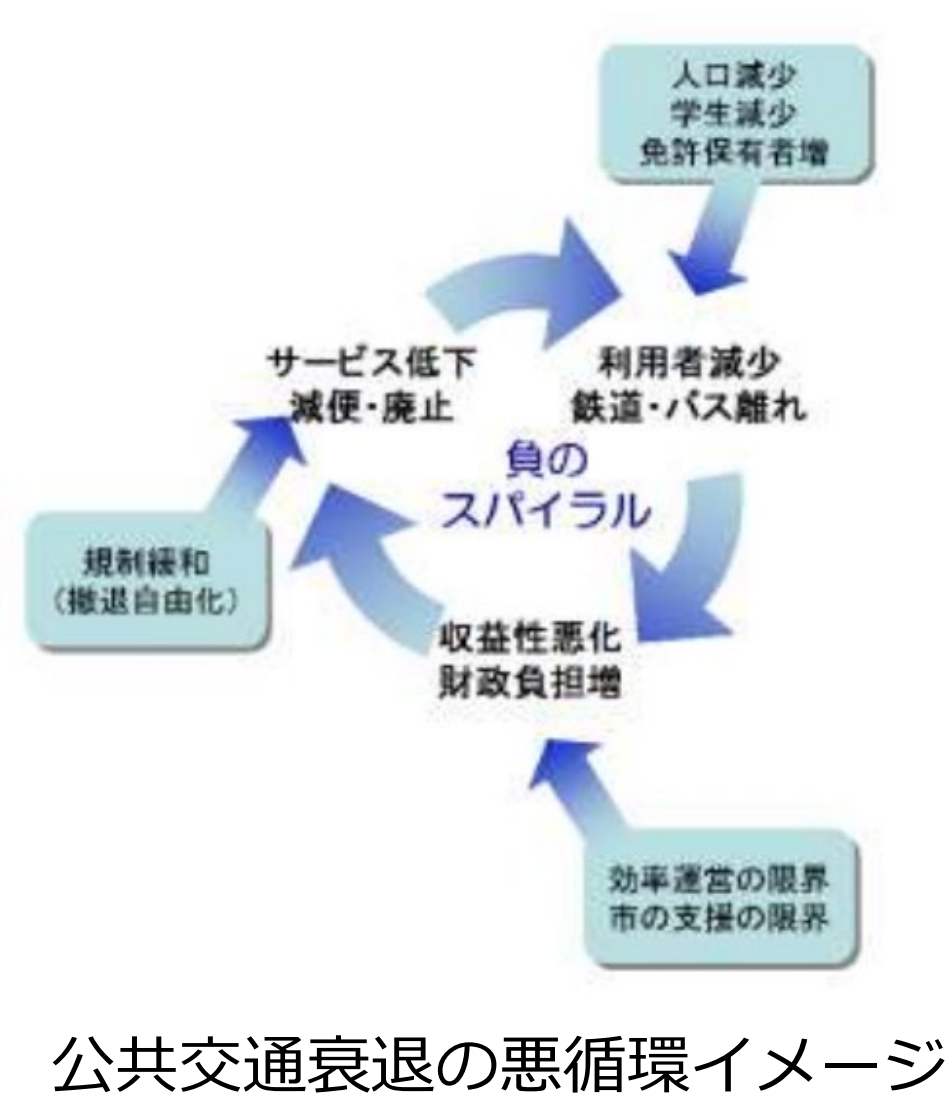 人口減少
学生減少
免許保有者増
サービス低下
減便・廃止
利用者減少
鉄道・バス離れ
負の
スパイラル
規制緩和
（撤退自由化）
収益性悪化
財政負担増
効率運営の限界
市の支援の限界
公共交通衰退の悪循環イメージ